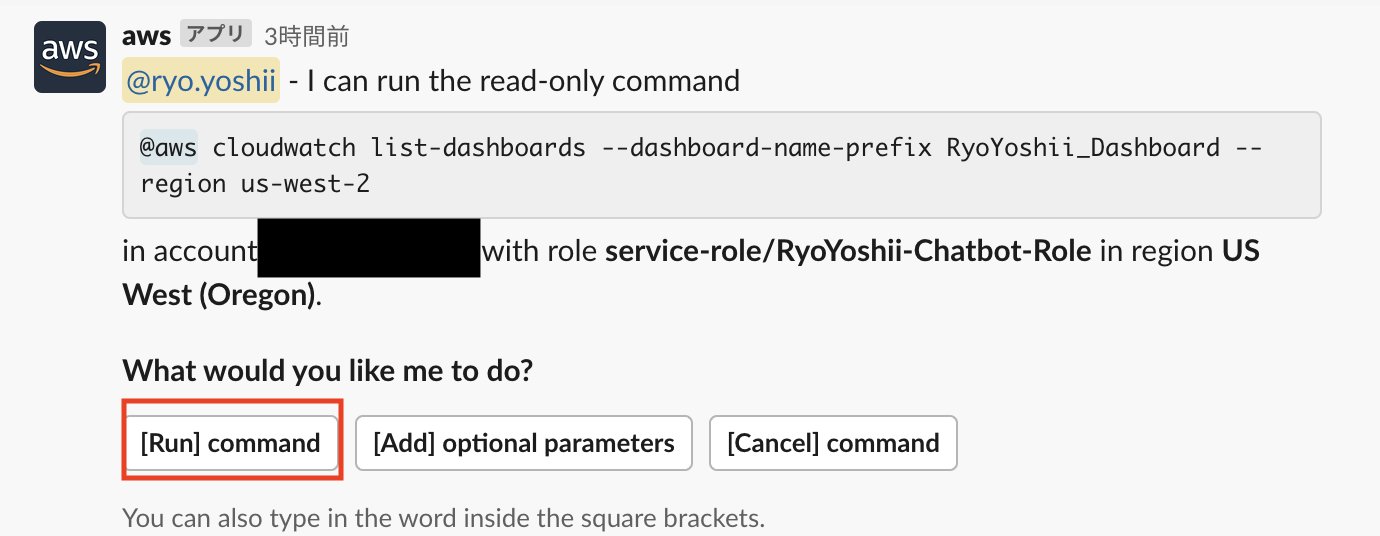 aws
aws アプリ 3時間前
@ryo.yoshii - I can run the read-only command
@aws cloudwatch list-dashboards --dashboard-name-prefix RyoYoshii_Dashboard --
region us-west-2
in account with role service-role/RyoYoshii-Chatbot-Role in region US
West (Oregon).
What would you like me to do?
[Run] command [Add] optional parameters [Cancel] command
You can also type in the word inside the square brackets.